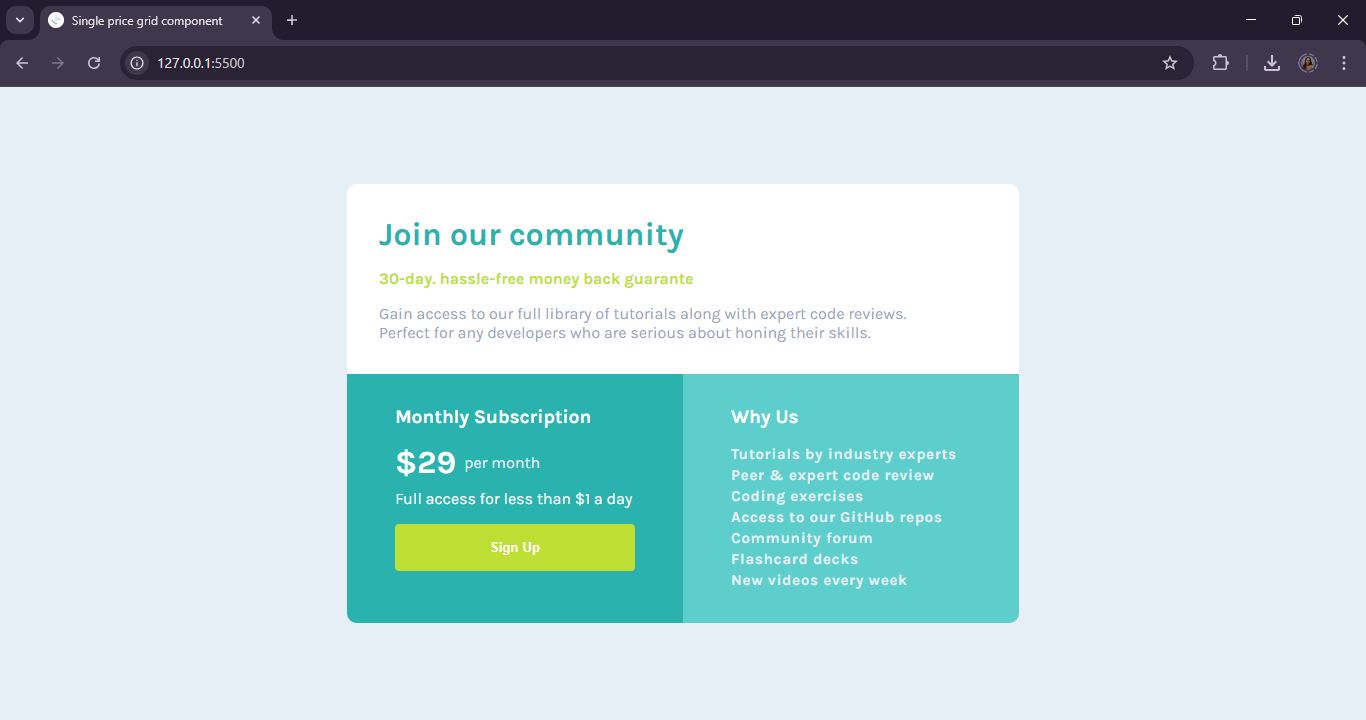 Single price grid component
127.0.0.1:5500
Join our community
30-day. hassle-free money back guarante
Gain access to our full library of tutorials along with expert code reviews.
Perfect for any developers who are serious about honing their skills.
Monthly Subscription
$29 per month
Full access for less than $1 a day
Sign Up
Why Us
Tutorials by industry experts
Peer & expert code review
Coding exercises
Access to our GitHub repos
Community forum
Flashcard decks
New videos every week